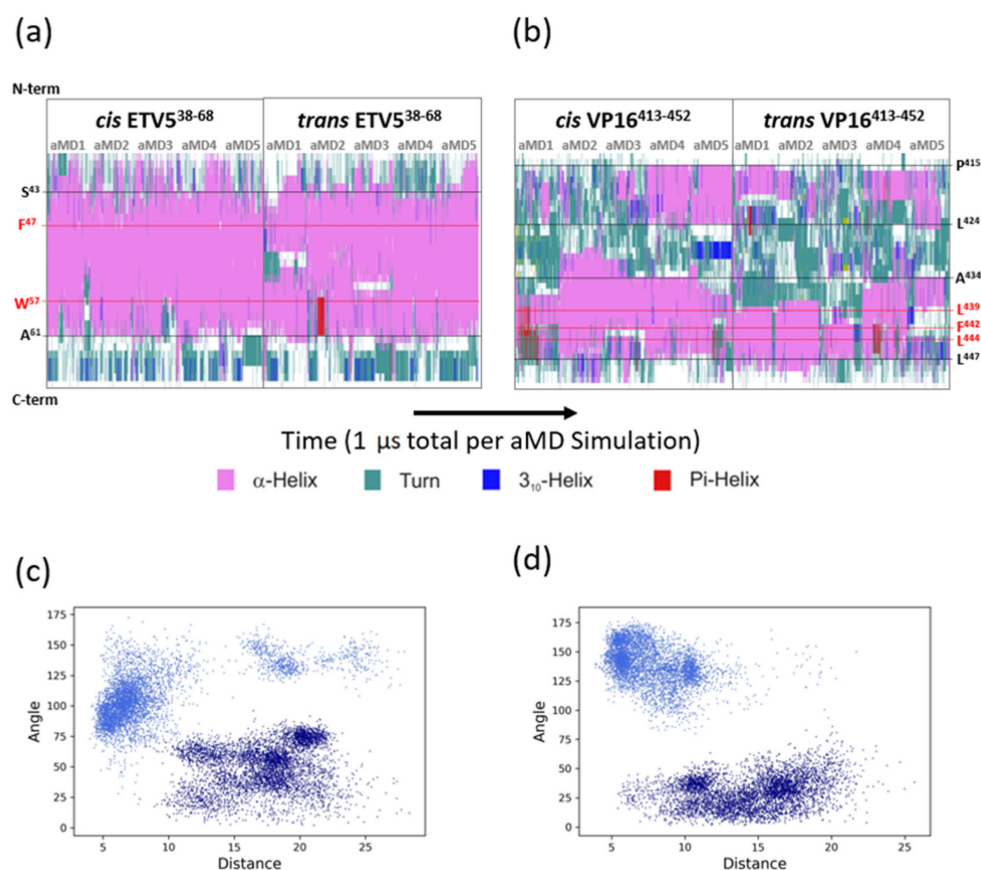 (a)
(b)
N-term
cis ETV5³⁸⁻⁶⁸
trans ETV5³⁸⁻⁶⁸
aMD1 aMD2 aMD3 aMD4 aMD5
aMD1 aMD2 aMD3 aMD4 aMD5
S⁴³
F⁴⁷
W⁵⁷
A⁶¹
C-term
cis VP16⁴¹³⁻⁴⁵²
trans VP16⁴¹³⁻⁴⁵²
aMD1 aMD2 aMD3 aMD4 aMD5
aMD1 aMD2 aMD3 aMD4 aMD5
P⁴¹⁵
L⁴²⁴
A⁴³⁴
L⁴³⁹
F⁴⁴²
L⁴⁴⁴
L⁴⁴⁷
Time (1 μs total per aMD Simulation)
α-Helix
Turn
3₁₀-Helix
Pi-Helix
(c)
(d)
Angle
175
150
125
100
75
50
25
0
5 10 15 20 25
Distance
Angle
175
150
125
100
75
50
25
0
5 10 15 20 25
Distance